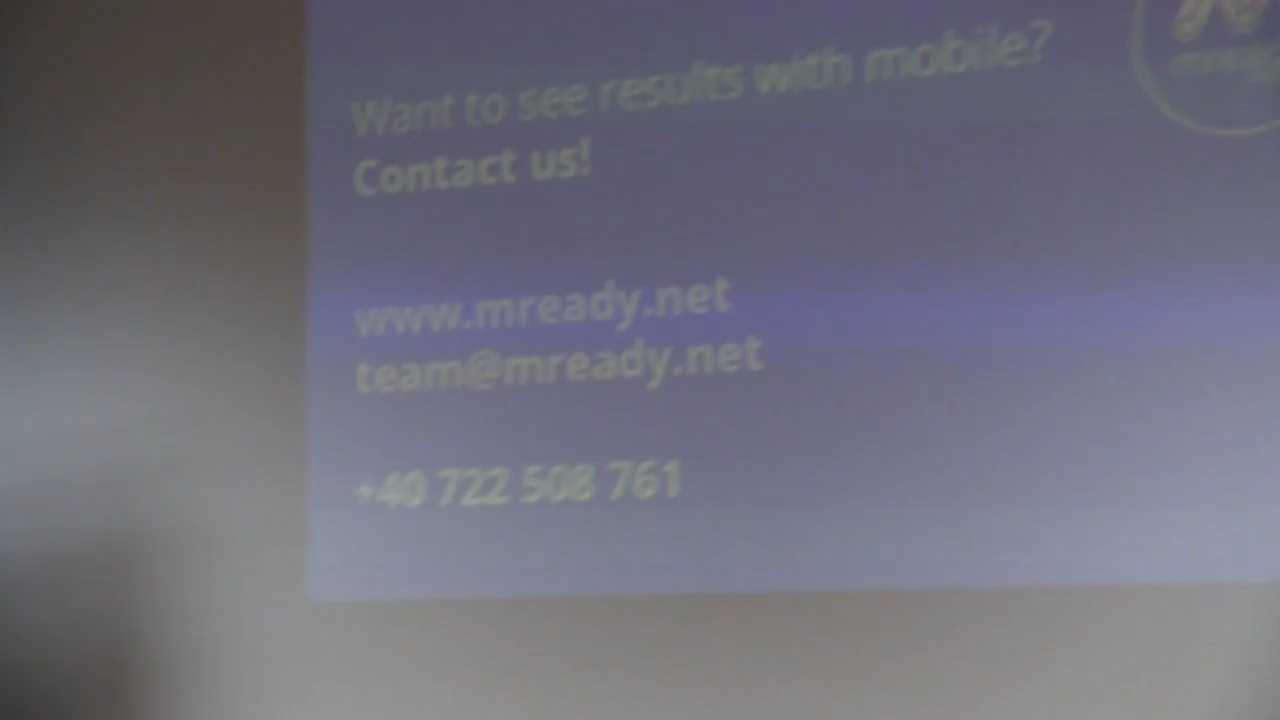 Want to see results with mobile?
Contact us!
www.mready.net
team@mready.net
+40 722 508 761